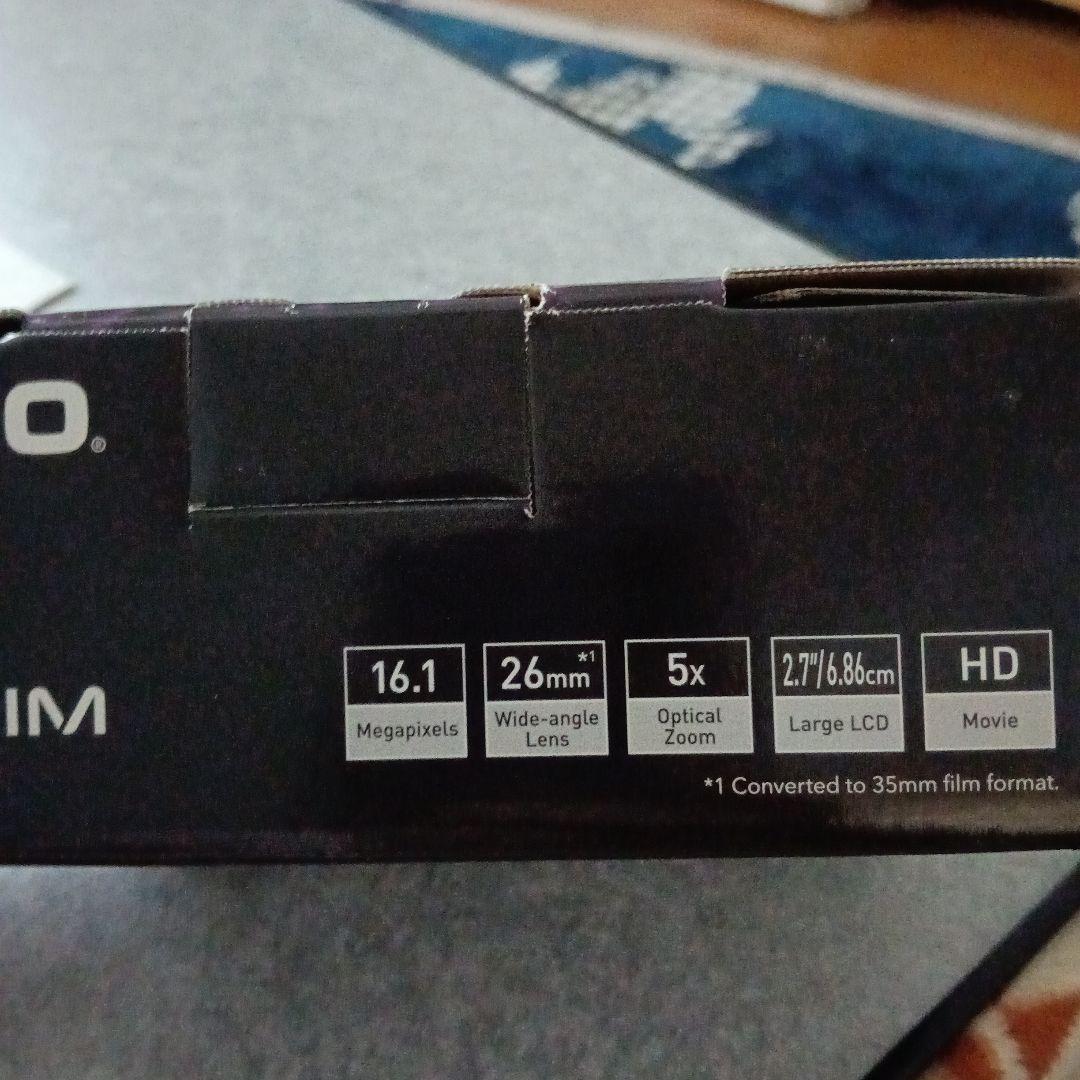 O®
IM
16.1
Megapixels
26mm*1
Wide-angle
Lens
5x
Optical
Zoom
2.7"/6.86cm
Large LCD
HD
Movie
*1 Converted to 35mm film format.